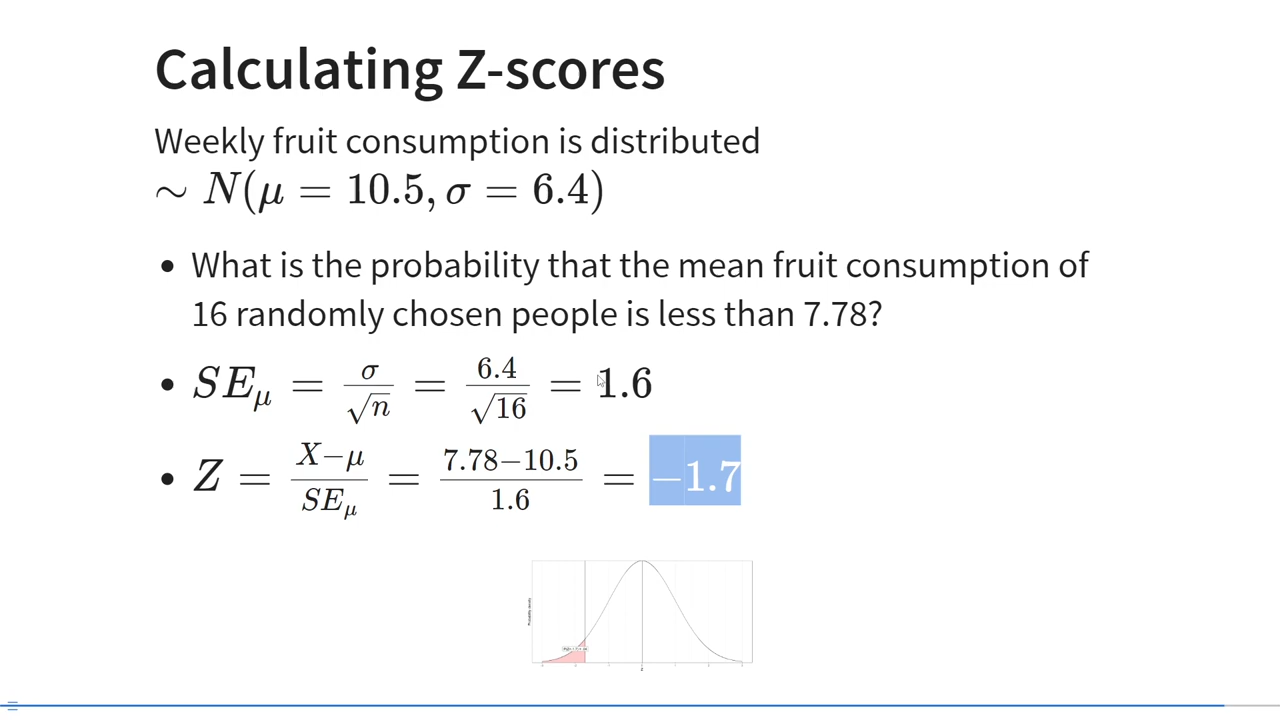 Calculating Z-scores
Weekly fruit consumption is distributed
∼ N(μ = 10.5, σ = 6.4)
• What is the probability that the mean fruit consumption of
16 randomly chosen people is less than 7.78?
• SE_μ = σ/√n = 6.4/√16 = 1.6
• Z = (X−μ)/SE_μ = (7.78−10.5)/1.6 = −1.7